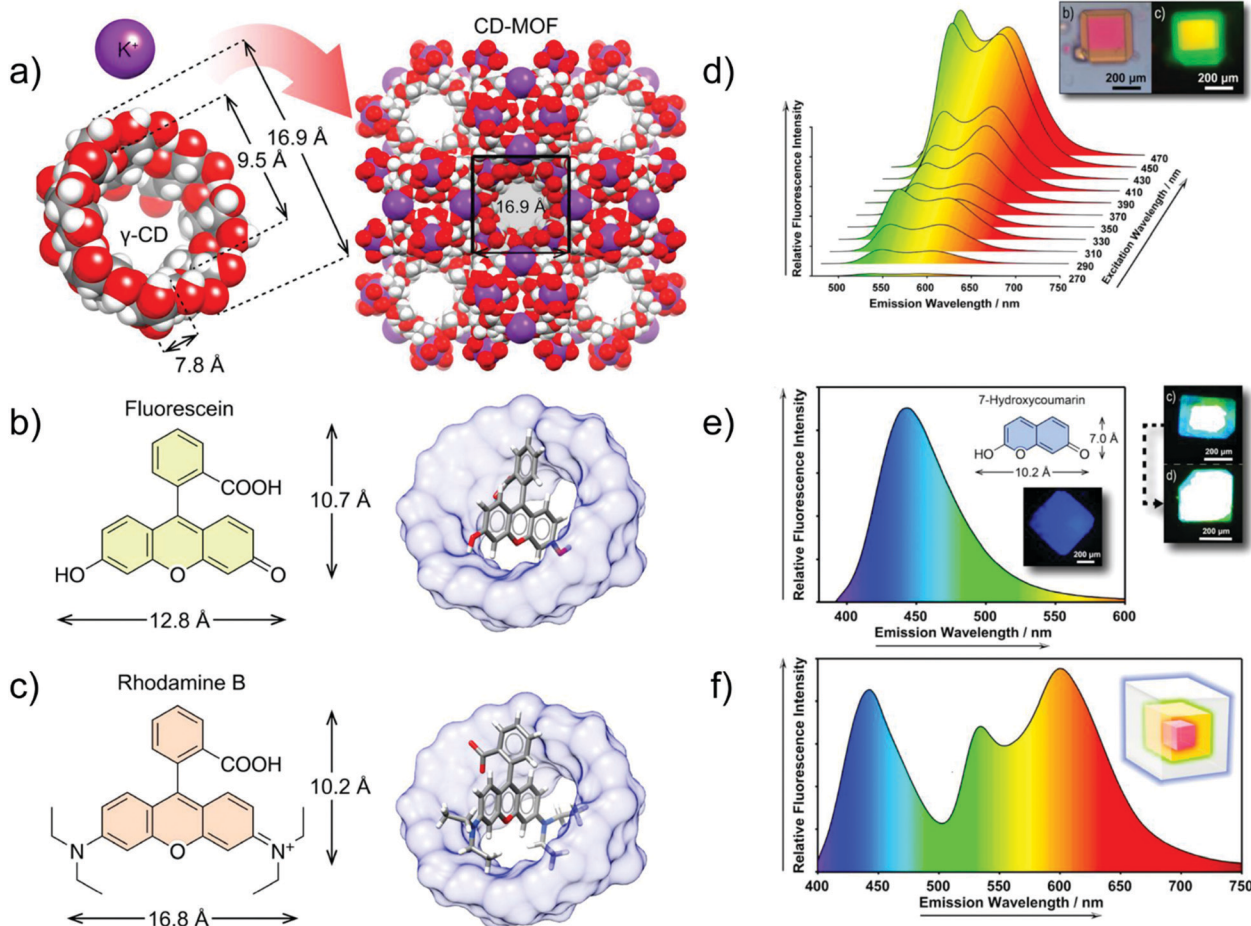 a)
K⁺
CD-MOF
16.9 Å
9.5 Å
γ-CD
7.8 Å
16.9 Å
b)
Fluorescein
COOH
HO
O
O
10.7 Å
12.8 Å
c)
Rhodamine B
COOH
N
O
N⁺
10.2 Å
16.8 Å
d)
Relative Fluorescence Intensity
500
550
600
650
700
750
Emission Wavelength / nm
270
290
310
330
350
370
390
410
430
450
470
Excitation Wavelength / nm
b)
200 µm
c)
200 µm
e)
Relative Fluorescence Intensity
7-Hydroxycoumarin
HO
O
O
7.0 Å
10.2 Å
200 µm
400
450
500
550
600
Emission Wavelength / nm
c)
200 µm
d)
200 µm
f)
Relative Fluorescence Intensity
400
450
500
550
600
650
700
750
Emission Wavelength / nm